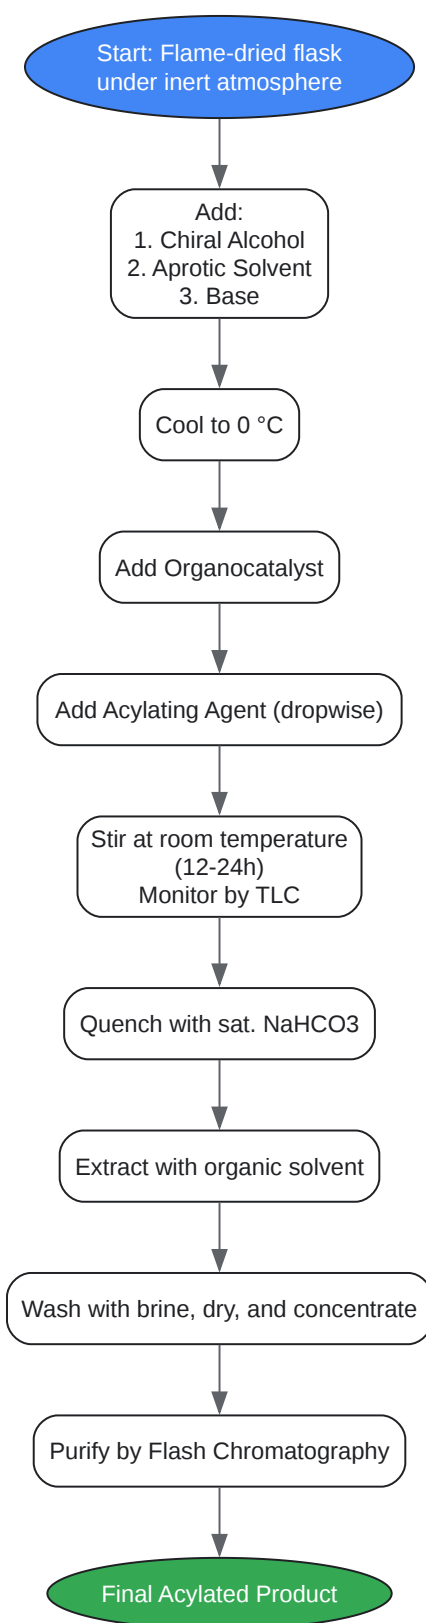 Start: Flame-dried flask
under inert atmosphere
Add:
1. Chiral Alcohol
2. Aprotic Solvent
3. Base
Cool to 0 °C
Add Organocatalyst
Add Acylating Agent (dropwise)
Stir at room temperature
(12-24h)
Monitor by TLC
Quench with sat. NaHCO3
Extract with organic solvent
Wash with brine, dry, and concentrate
Purify by Flash Chromatography
Final Acylated Product